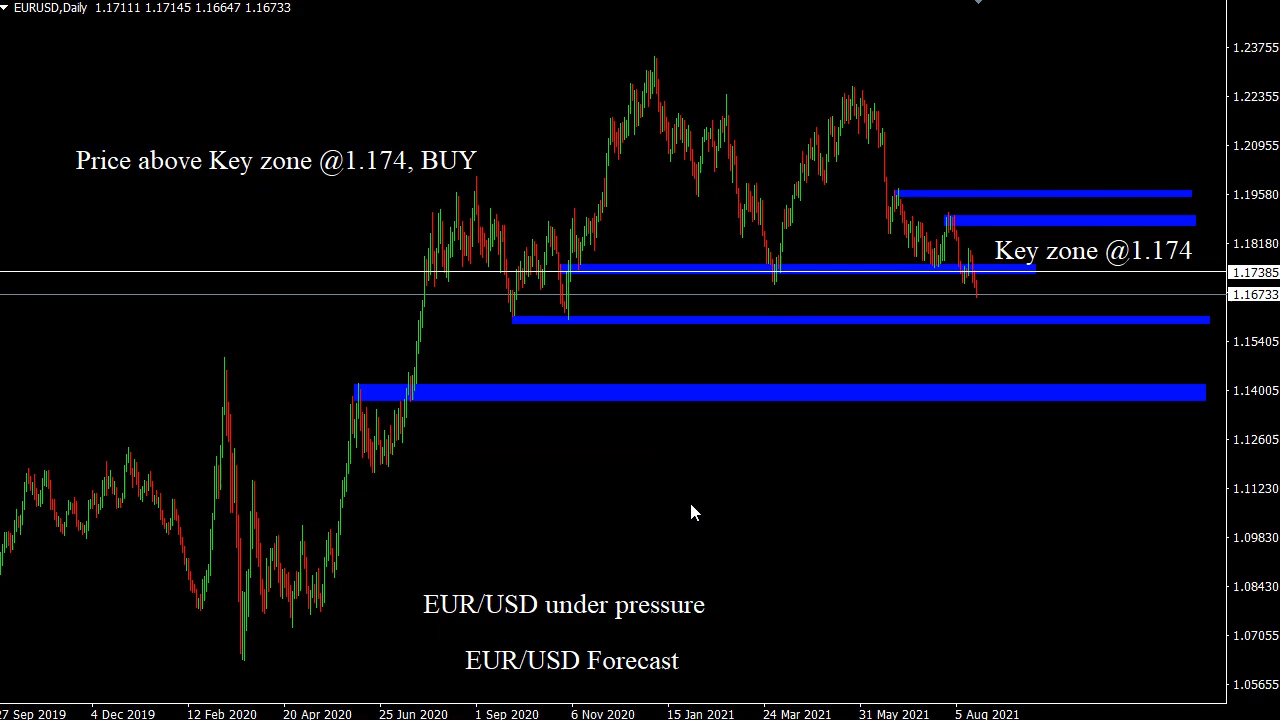 EURUSD,Daily 1.17111 1.17145 1.16647 1.16733
1.23755
1.22355
Price above Key zone @1.174, BUY
1.20955
1.19580
1.18180
Key zone @1.174
1.17385
1.16733
1.15405
1.14005
1.12605
1.11230
1.09830
1.08430
EUR/USD under pressure
1.07055
EUR/USD Forecast
1.05655
27 Sep 2019 4 Dec 2019 12 Feb 2020 20 Apr 2020 25 Jun 2020 1 Sep 2020 6 Nov 2020 15 Jan 2021 24 Mar 2021 31 May 2021 5 Aug 2021